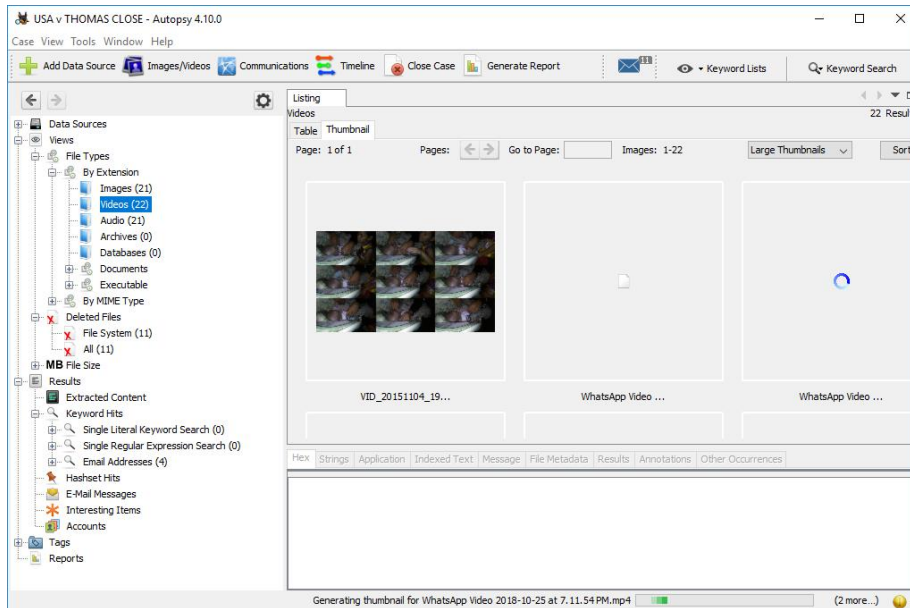 USA v THOMAS CLOSE - Autopsy 4.10.0
Case View Tools Window Help
Add Data Source Images/Videos Communications Timeline Close Case Generate Report 11 Keyword Lists Keyword Search
Listing
Videos 22 Resul
Table Thumbnail
Page: 1 of 1 Pages: Go to Page: Images: 1-22 Large Thumbnails Sort
Data Sources
Views
File Types
By Extension
Images (21)
Videos (22)
Audio (21)
Archives (0)
Databases (0)
Documents
Executable
By MIME Type
Deleted Files
File System (11)
All (11)
MB File Size
Results
Extracted Content
Keyword Hits
Single Literal Keyword Search (0)
Single Regular Expression Search (0)
Email Addresses (4)
Hashset Hits
E-Mail Messages
Interesting Items
Accounts
Tags
Reports
VID_20151104_19... WhatsApp Video ... WhatsApp Video ...
Hex Strings Application Indexed Text Message File Metadata Results Annotations Other Occurrences
Generating thumbnail for WhatsApp Video 2018-10-25 at 7.11.54 PM.mp4 (2 more...)